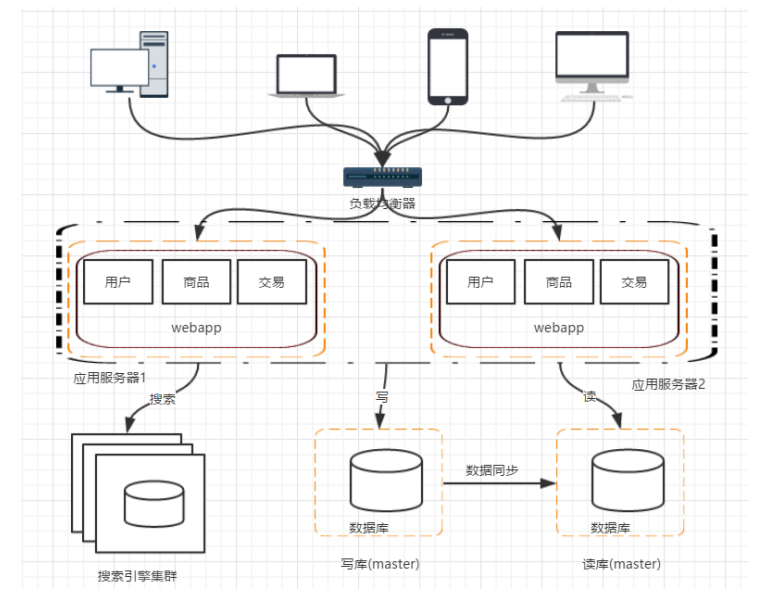 负载均衡器
用户
商品
交易
webapp
用户
商品
交易
webapp
应用服务器1
应用服务器2
搜索
写
读
数据同步
数据库
数据库
搜索引擎集群
写库(master)
读库(master)